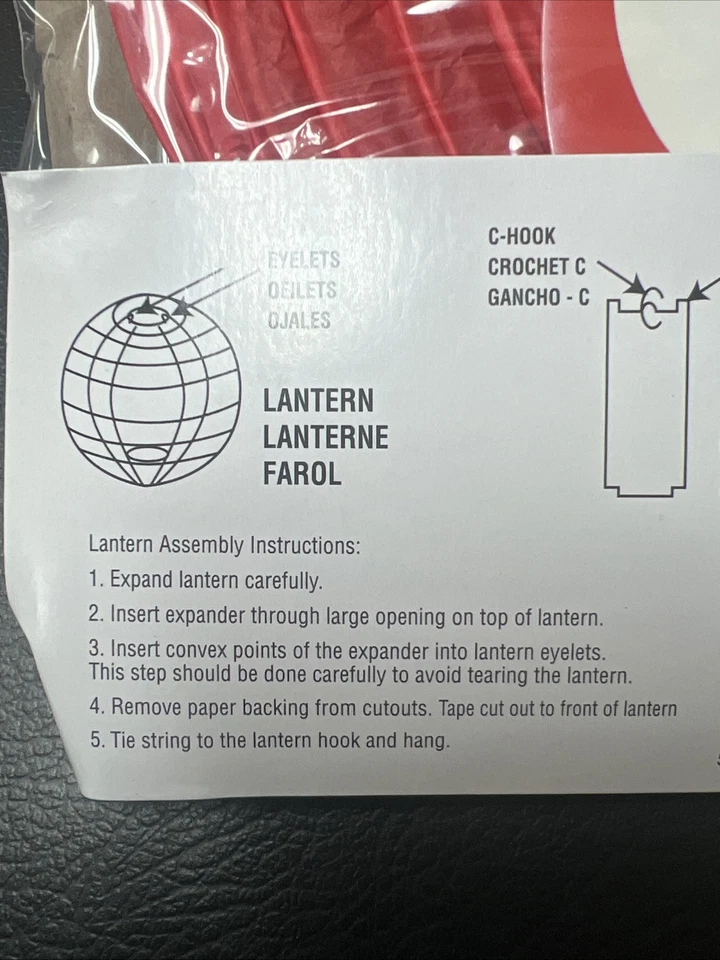 EYELETS
OEILETS
OJALES
C-HOOK
CROCHET C
GANCHO - C
LANTERN
LANTERNE
FAROL
Lantern Assembly Instructions:
1. Expand lantern carefully.
2. Insert expander through large opening on top of lantern.
3. Insert convex points of the expander into lantern eyelets.
This step should be done carefully to avoid tearing the lantern.
4. Remove paper backing from cutouts. Tape cut out to front of lantern
5. Tie string to the lantern hook and hang.